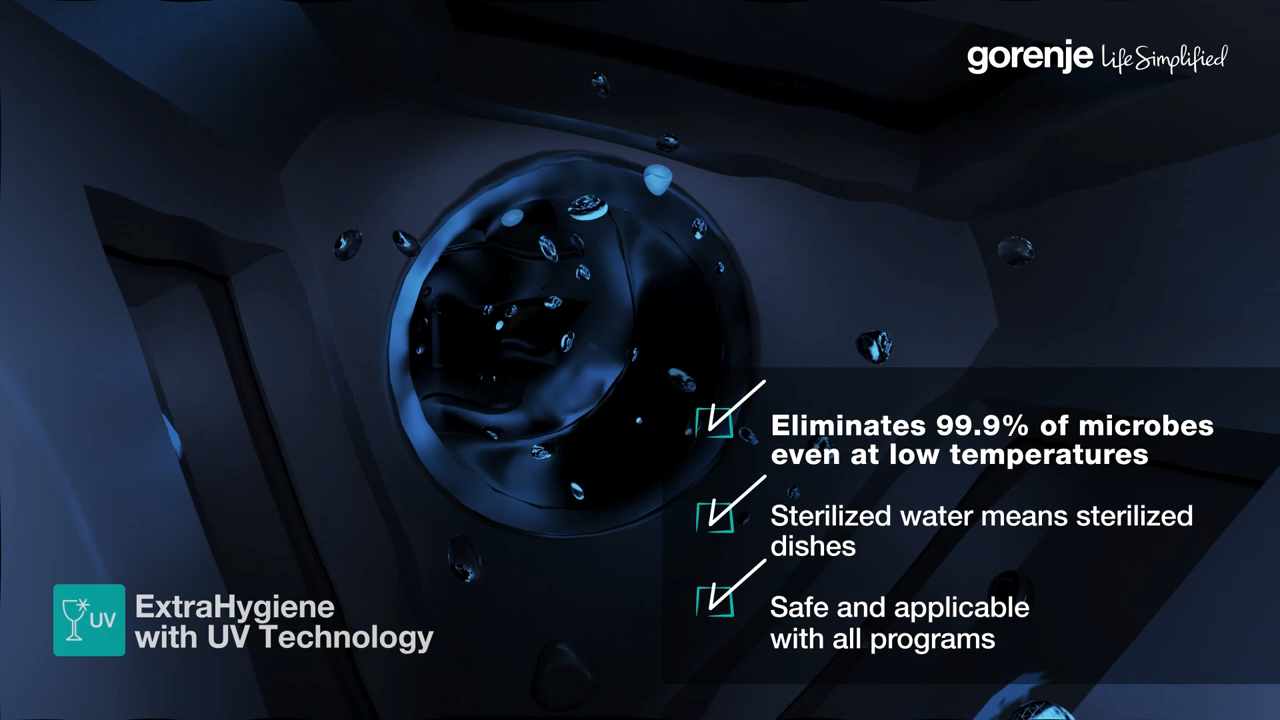 gorenje Life Simplified
Eliminates 99.9% of microbes
even at low temperatures
Sterilized water means sterilized
dishes
Safe and applicable
with all programs
UV
ExtraHygiene
with UV Technology